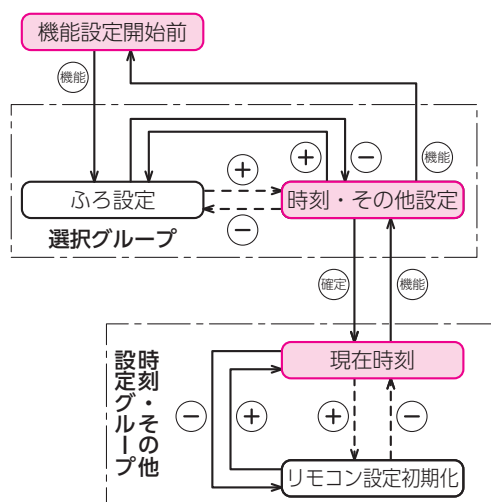 機能設定開始前
機能
＋
＋
－
機能
ふろ設定
時刻・その他設定
－
選択グループ
確定
機能
時刻・その他
設定グループ
現在時刻
－
＋
＋
－
リモコン設定初期化